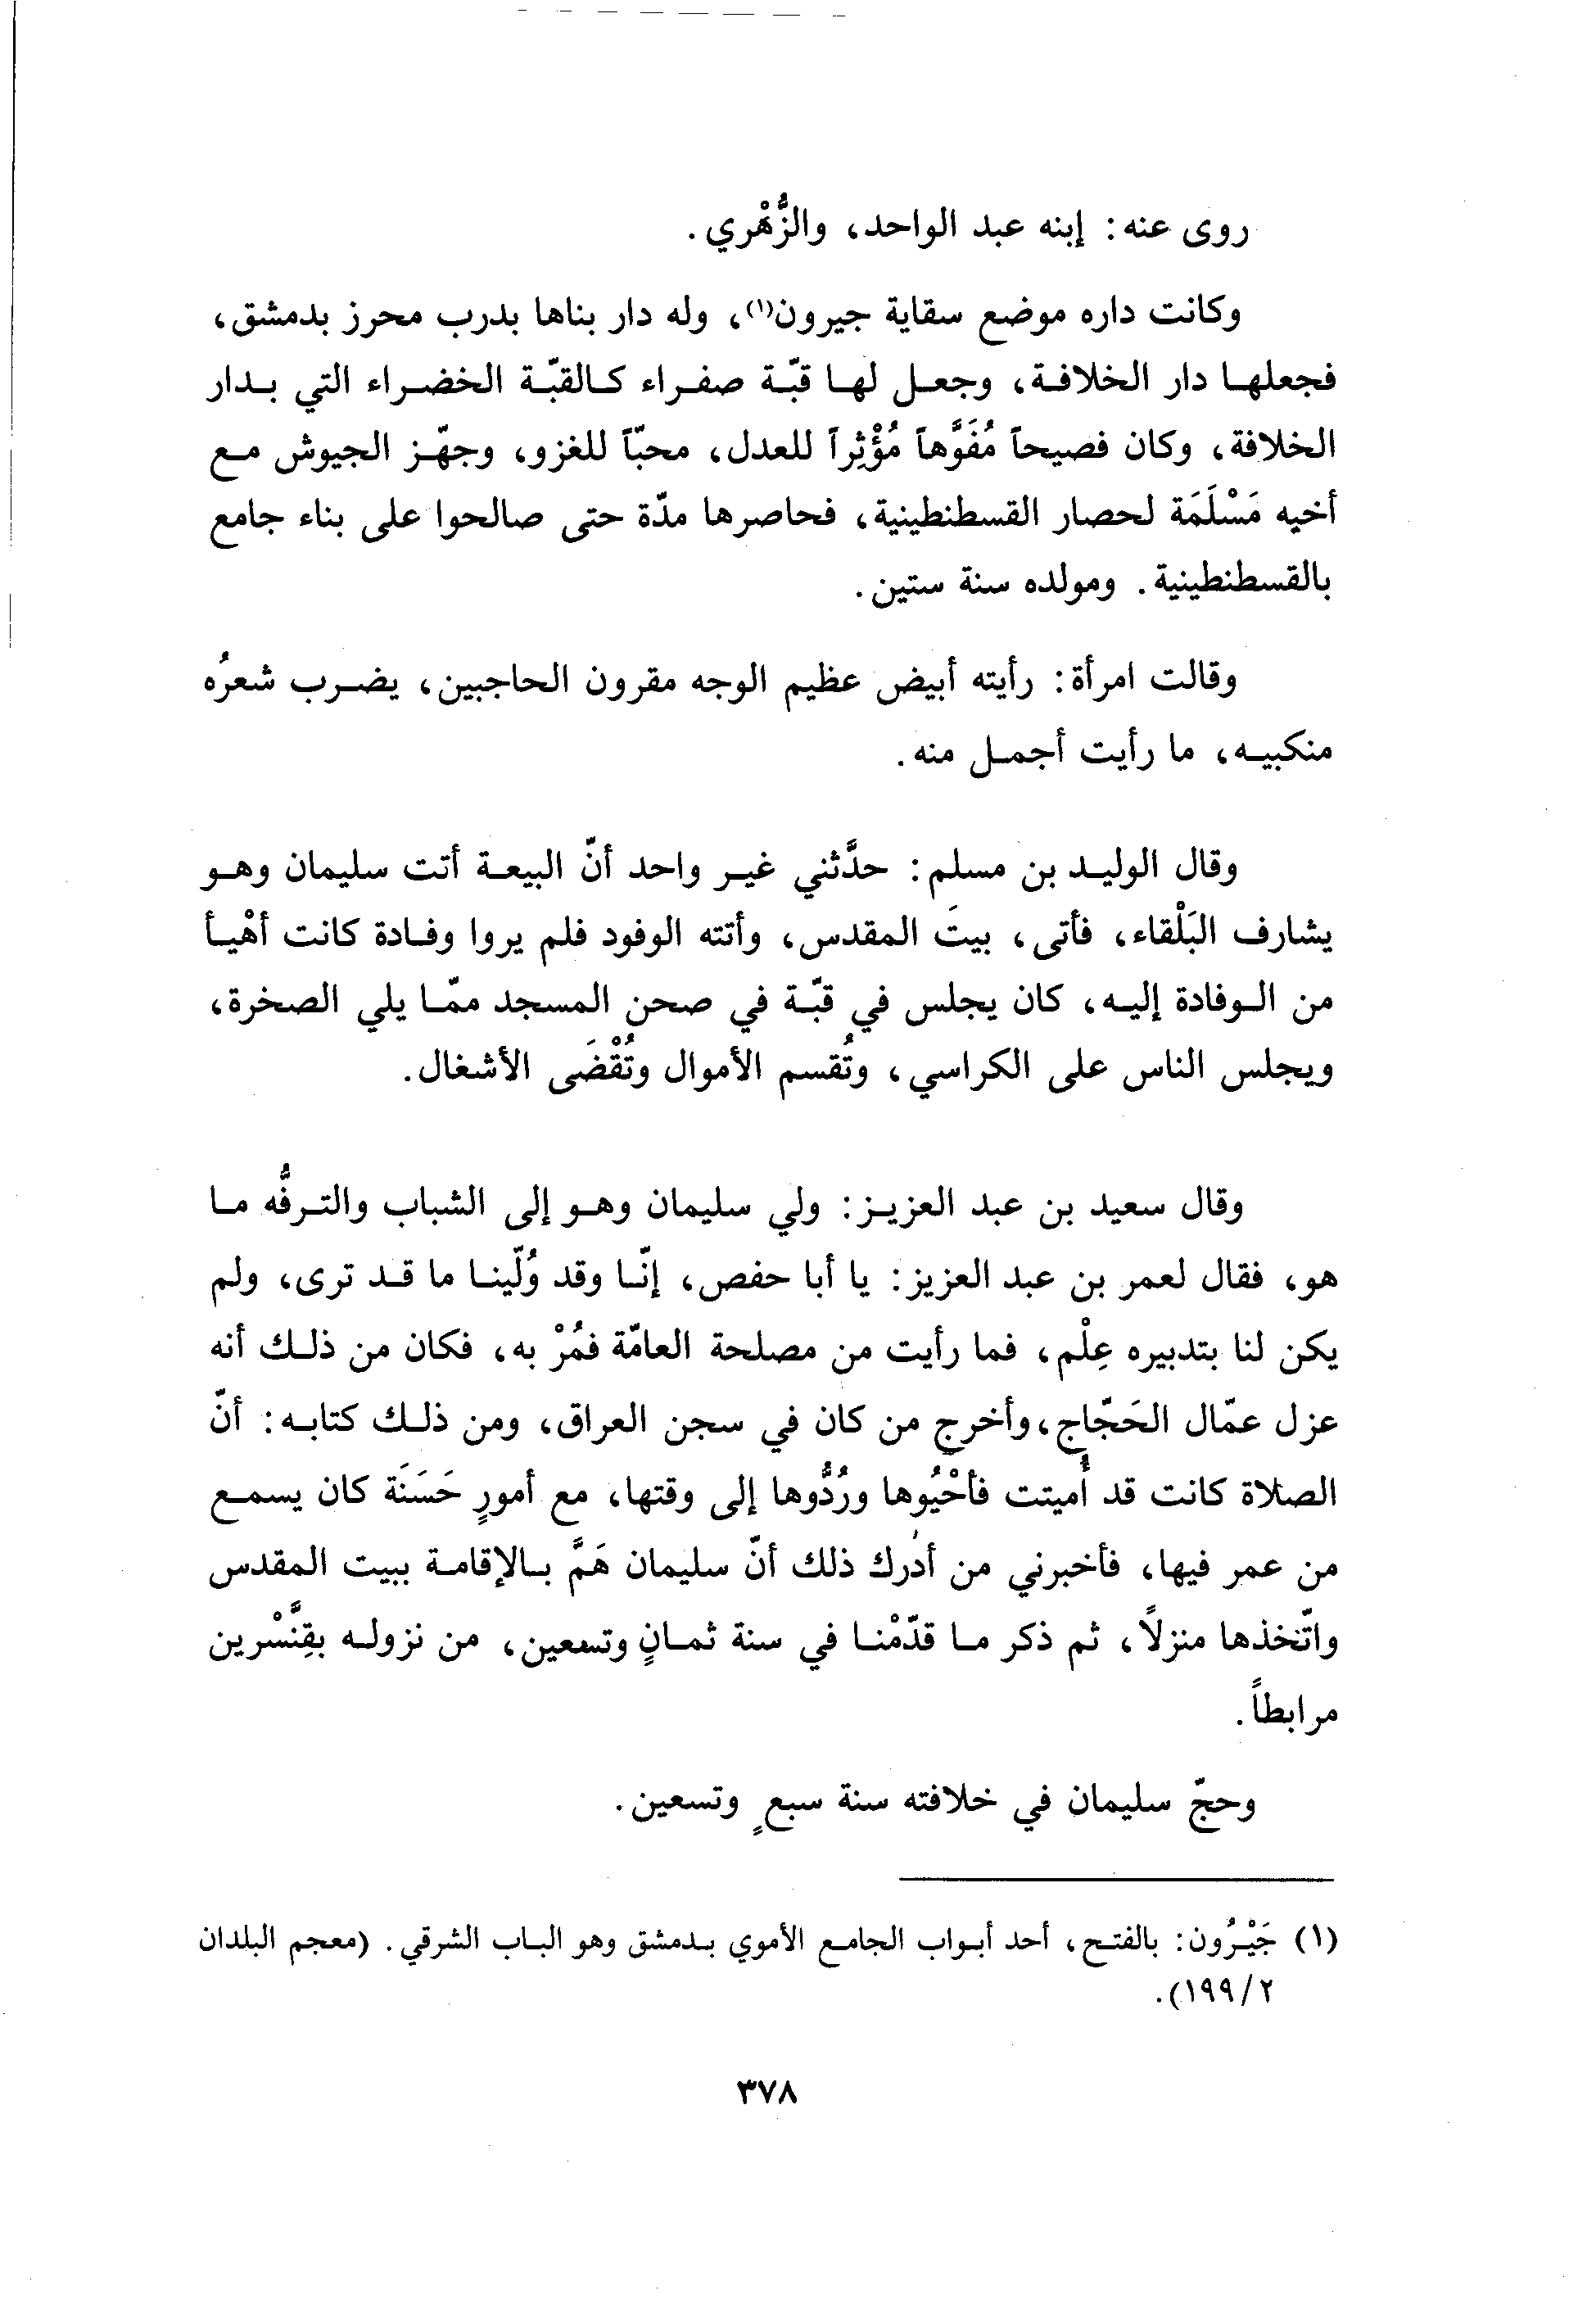 روى عنه: إبنه عبد الواحد، والزُّهْري.
وكانت داره موضع سقاية جيرون(١)، وله دار بناها بدرب محرز بدمشق،
فجعلها دار الخلافة، وجعل لها قبّة صفراء كالقبّة الخضراء التي بدار
الخلافة، وكان فصيحاً مُفَوَّهاً مُؤْثِراً للعدل، محبّاً للغزو، وجهّز الجيوش مع
أخيه مَسْلَمَة لحصار القسطنطينية، فحاصرها مدّة حتى صالحوا على بناء جامع
بالقسطنطينية. ومولده سنة ستين.
وقالت امرأة: رأيته أبيض عظيم الوجه مقرون الحاجبين، يضرب شعرُه
منكبيه، ما رأيت أجمل منه.
وقال الوليد بن مسلم: حدَّثني غير واحد أنّ البيعة أتت سليمان وهو
يشارف البَلْقاء، فأتى، بيتَ المقدس، وأتته الوفود فلم يروا وفادة كانت أهْيأ
من الوفادة إليه، كان يجلس في قبّة في صحن المسجد ممّا يلي الصخرة،
ويجلس الناس على الكراسي، وتُقسم الأموال وتُقْضَى الأشغال.
وقال سعيد بن عبد العزيز: ولي سليمان وهو إلى الشباب والترفُّه ما
هو، فقال لعمر بن عبد العزيز: يا أبا حفص، إنّا وقد وُلّينا ما قد ترى، ولم
يكن لنا بتدبيره عِلْم، فما رأيت من مصلحة العامّة فمُرْ به، فكان من ذلك أنه
عزل عمّال الحَجّاج، وأخرج من كان في سجن العراق، ومن ذلك كتابه: أنّ
الصلاة كانت قد أُميتت فأحْيُوها ورُدُّوها إلى وقتها، مع أمورٍ حَسَنَة كان يسمع
من عمر فيها، فأخبرني من أدرك ذلك أنّ سليمان هَمَّ بالإقامة ببيت المقدس
واتّخذها منزلاً، ثم ذكر ما قدّمْنا في سنة ثمانٍ وتسعين، من نزوله بقِنَّسْرين
مرابطاً.
وحجّ سليمان في خلافته سنة سبعٍ وتسعين.
(١) جَيْرُون: بالفتح، أحد أبواب الجامع الأموي بدمشق وهو الباب الشرقي. (معجم البلدان
٢/١٩٩).
٣٧٨